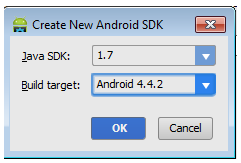 Create New Android SDK
Java SDK: 1.7
Build target: Android 4.4.2
OK Cancel